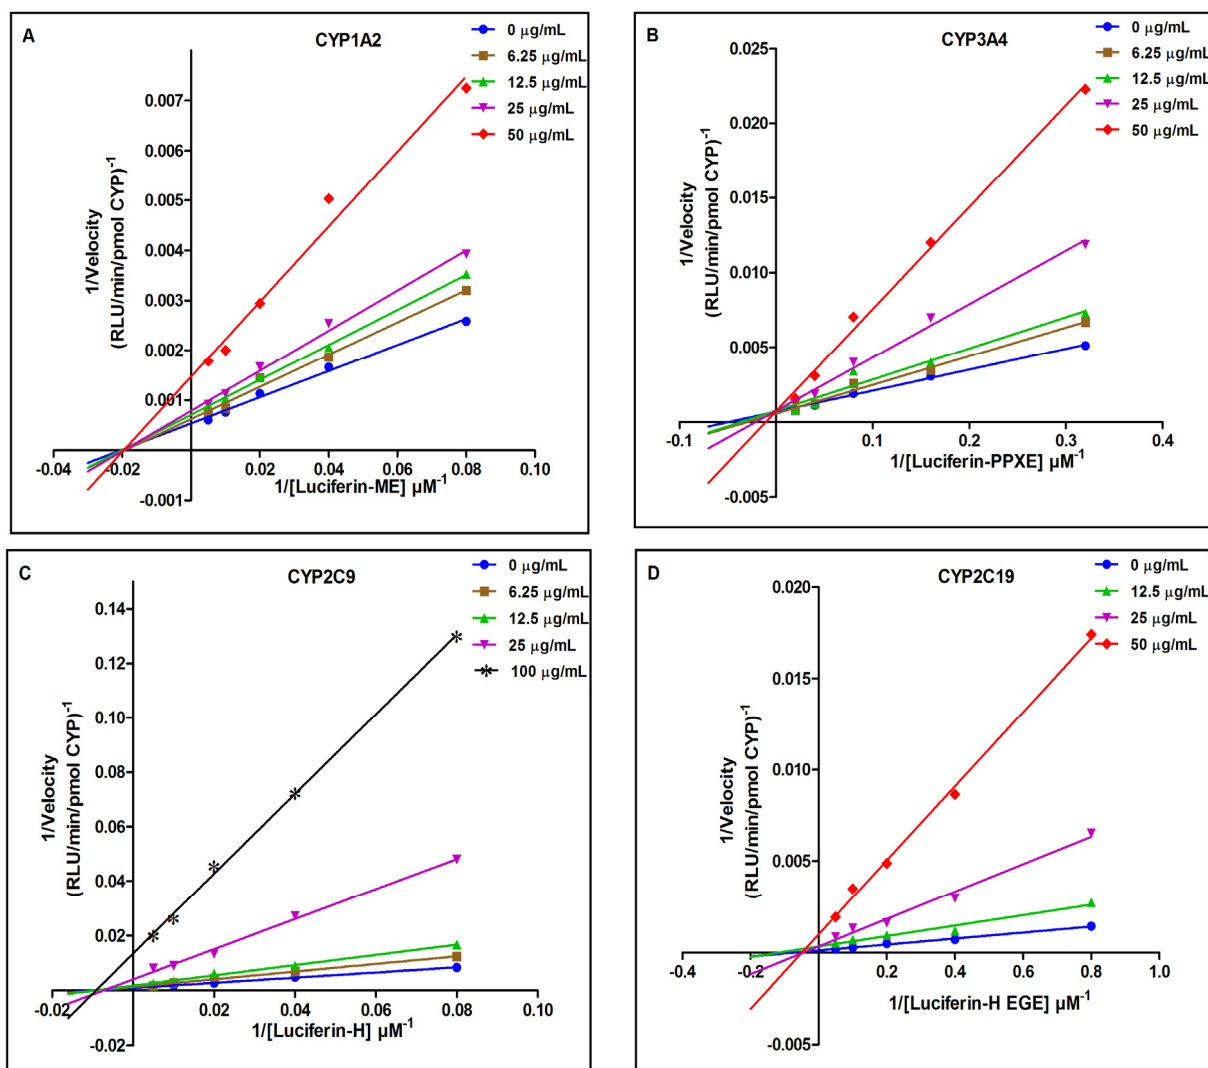 A
CYP1A2
0 µg/mL
6.25 µg/mL
12.5 µg/mL
25 µg/mL
50 µg/mL
1/Velocity
(RLU/min/pmol CYP)⁻¹
0.007
0.006
0.005
0.004
0.003
0.002
0.001
-0.001
-0.04
-0.02
0.02
0.04
0.06
0.08
0.10
1/[Luciferin-ME] µM⁻¹
B
CYP3A4
0 µg/mL
6.25 µg/mL
12.5 µg/mL
25 µg/mL
50 µg/mL
1/Velocity
(RLU/min/pmol CYP)⁻¹
0.025
0.020
0.015
0.010
0.005
-0.005
-0.1
0.1
0.2
0.3
0.4
1/[Luciferin-PPXE] µM⁻¹
C
CYP2C9
0 µg/mL
6.25 µg/mL
12.5 µg/mL
25 µg/mL
100 µg/mL
1/Velocity
(RLU/min/pmol CYP)⁻¹
0.14
0.12
0.10
0.08
0.06
0.04
0.02
-0.02
-0.02
0.02
0.04
0.06
0.08
0.10
1/[Luciferin-H] µM⁻¹
D
CYP2C19
0 µg/mL
12.5 µg/mL
25 µg/mL
50 µg/mL
1/Velocity
(RLU/min/pmol CYP)⁻¹
0.020
0.015
0.010
0.005
-0.005
-0.4
-0.2
0.2
0.4
0.6
0.8
1.0
1/[Luciferin-H EGE] µM⁻¹